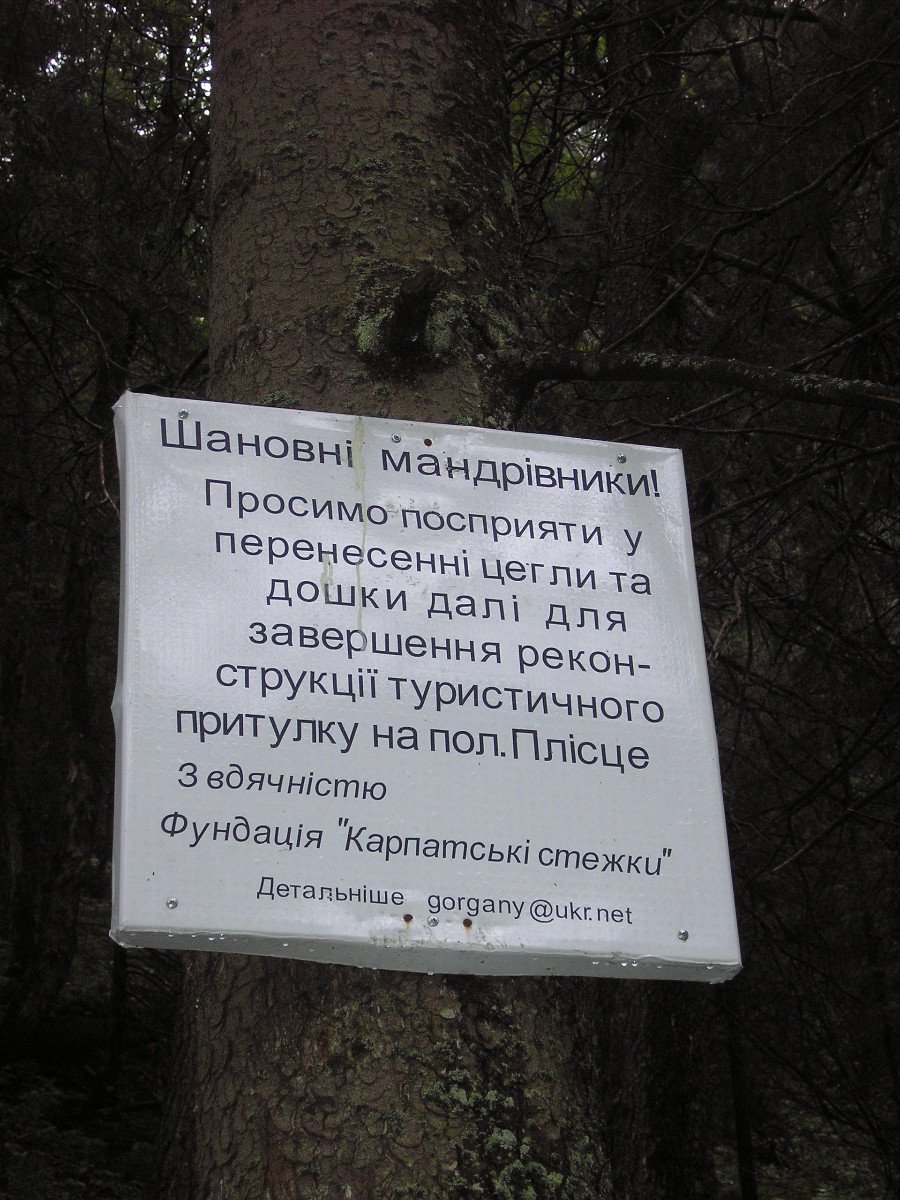 Шановні мандрівники!
Просимо посприяти у
перенесенні цегли та
дошки далі для
завершення рекон-
струкції туристичного
притулку на пол.Плісце
З вдячністю
Фундація "Карпатські стежки"
Детальніше gorgany@ukr.net